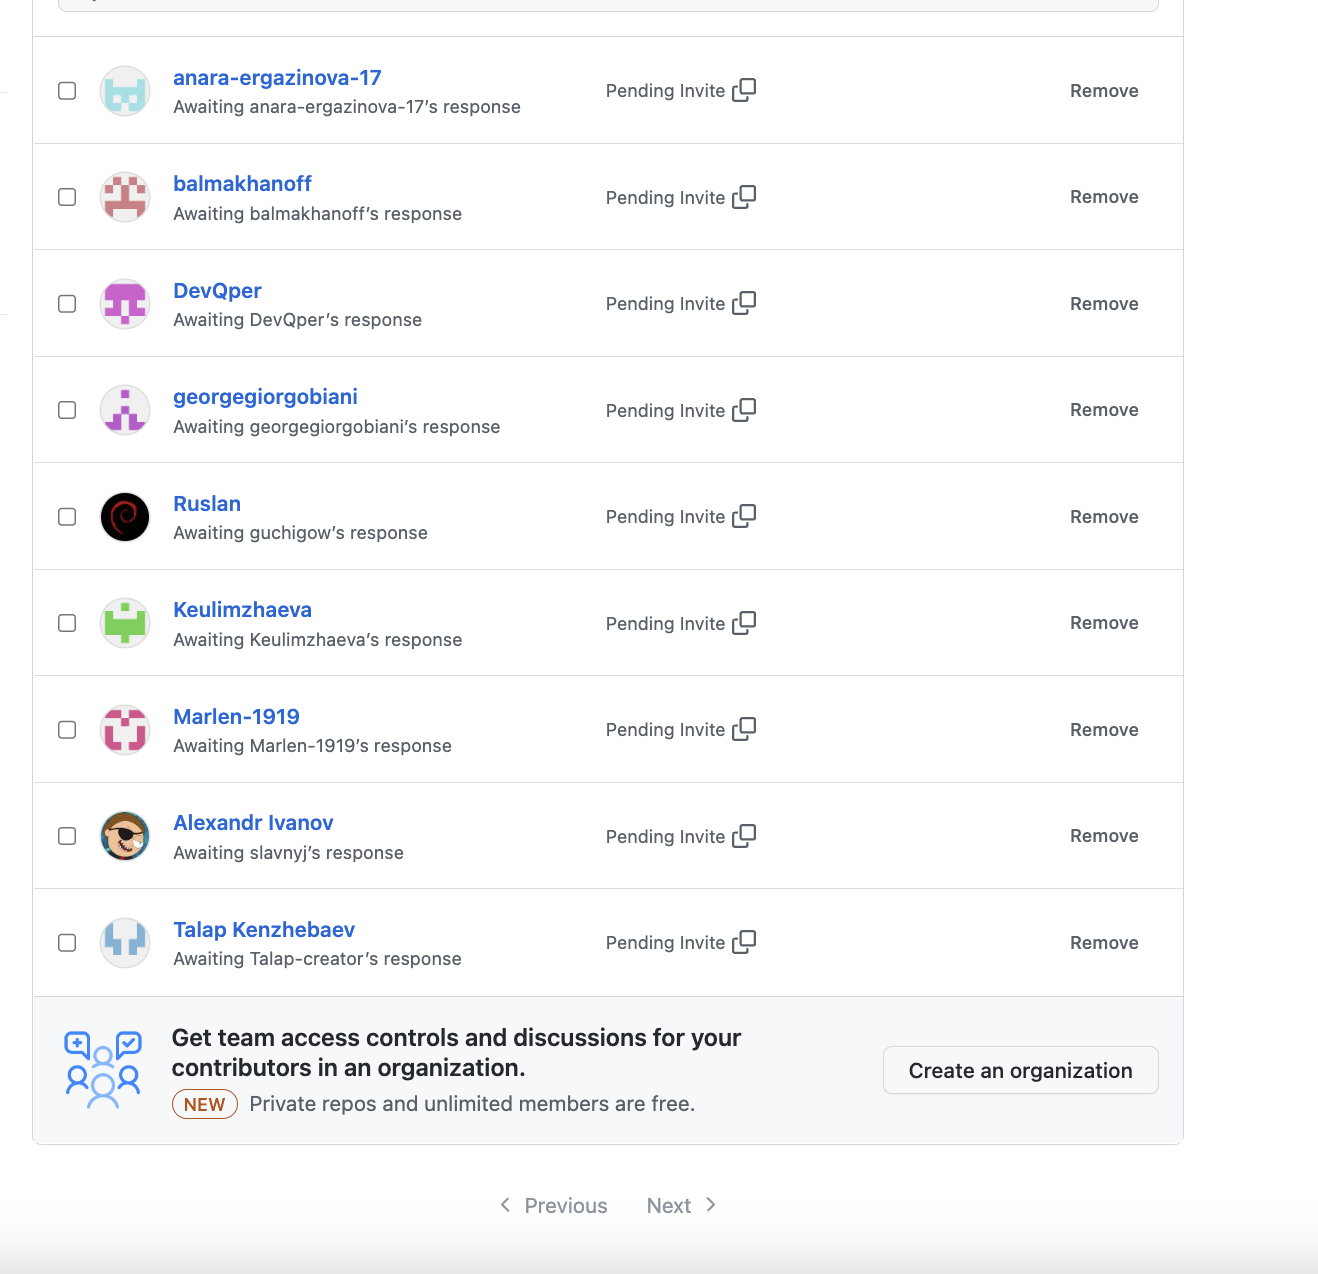 anara-ergazinova-17
Awaiting anara-ergazinova-17's response
Pending Invite
Remove
balmakhanoff
Awaiting balmakhanoff's response
Pending Invite
Remove
DevQper
Awaiting DevQper's response
Pending Invite
Remove
georgegiorgobiani
Awaiting georgegiorgobiani's response
Pending Invite
Remove
Ruslan
Awaiting guchigow's response
Pending Invite
Remove
Keulimzhaeva
Awaiting Keulimzhaeva's response
Pending Invite
Remove
Marlen-1919
Awaiting Marlen-1919's response
Pending Invite
Remove
Alexandr Ivanov
Awaiting slavnyj's response
Pending Invite
Remove
Talap Kenzhebaev
Awaiting Talap-creator's response
Pending Invite
Remove
Get team access controls and discussions for your
contributors in an organization.
NEW Private repos and unlimited members are free.
Create an organization
Previous Next